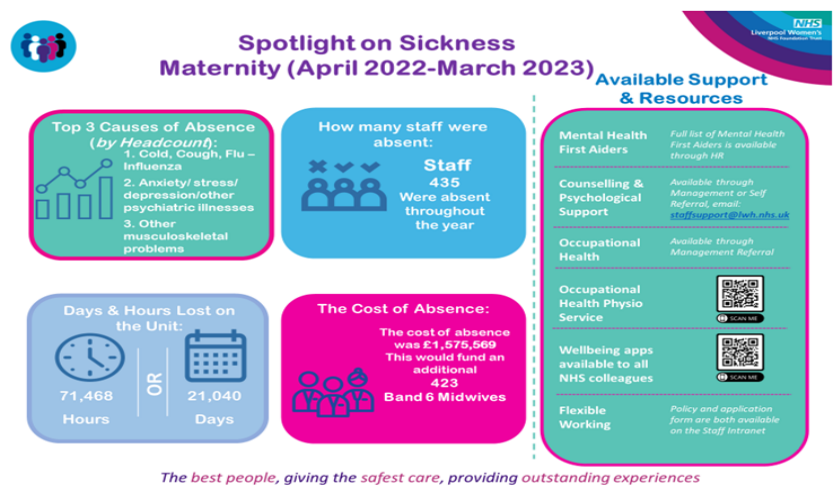 Spotlight on Sickness
Maternity (April 2022-March 2023)
NHS
Liverpool Women's
NHS Foundation Trust
Top 3 Causes of Absence
(by Headcount):
1. Cold, Cough, Flu –
Influenza
2. Anxiety/ stress/
depression/other
psychiatric illnesses
3. Other
musculoskeletal
problems
How many staff were
absent:
Staff
435
Were absent
throughout
the year
Days & Hours Lost on
the Unit:
71,468
Hours
OR
21,040
Days
The Cost of Absence:
The cost of absence
was £1,575,569
This would fund an
additional
423
Band 6 Midwives
Available Support
& Resources
Mental Health
First Aiders
Full list of Mental Health
First Aiders is available
through HR
Counselling &
Psychological
Support
Available through
Management or Self
Referral, email:
staffsupport@lwh.nhs.uk
Occupational
Health
Available through
Management Referral
Occupational
Health Physio
Service
SCAN ME
Wellbeing apps
available to all
NHS colleagues
SCAN ME
Flexible
Working
Policy and application
form are both available
on the Staff Intranet
The best people, giving the safest care, providing outstanding experiences